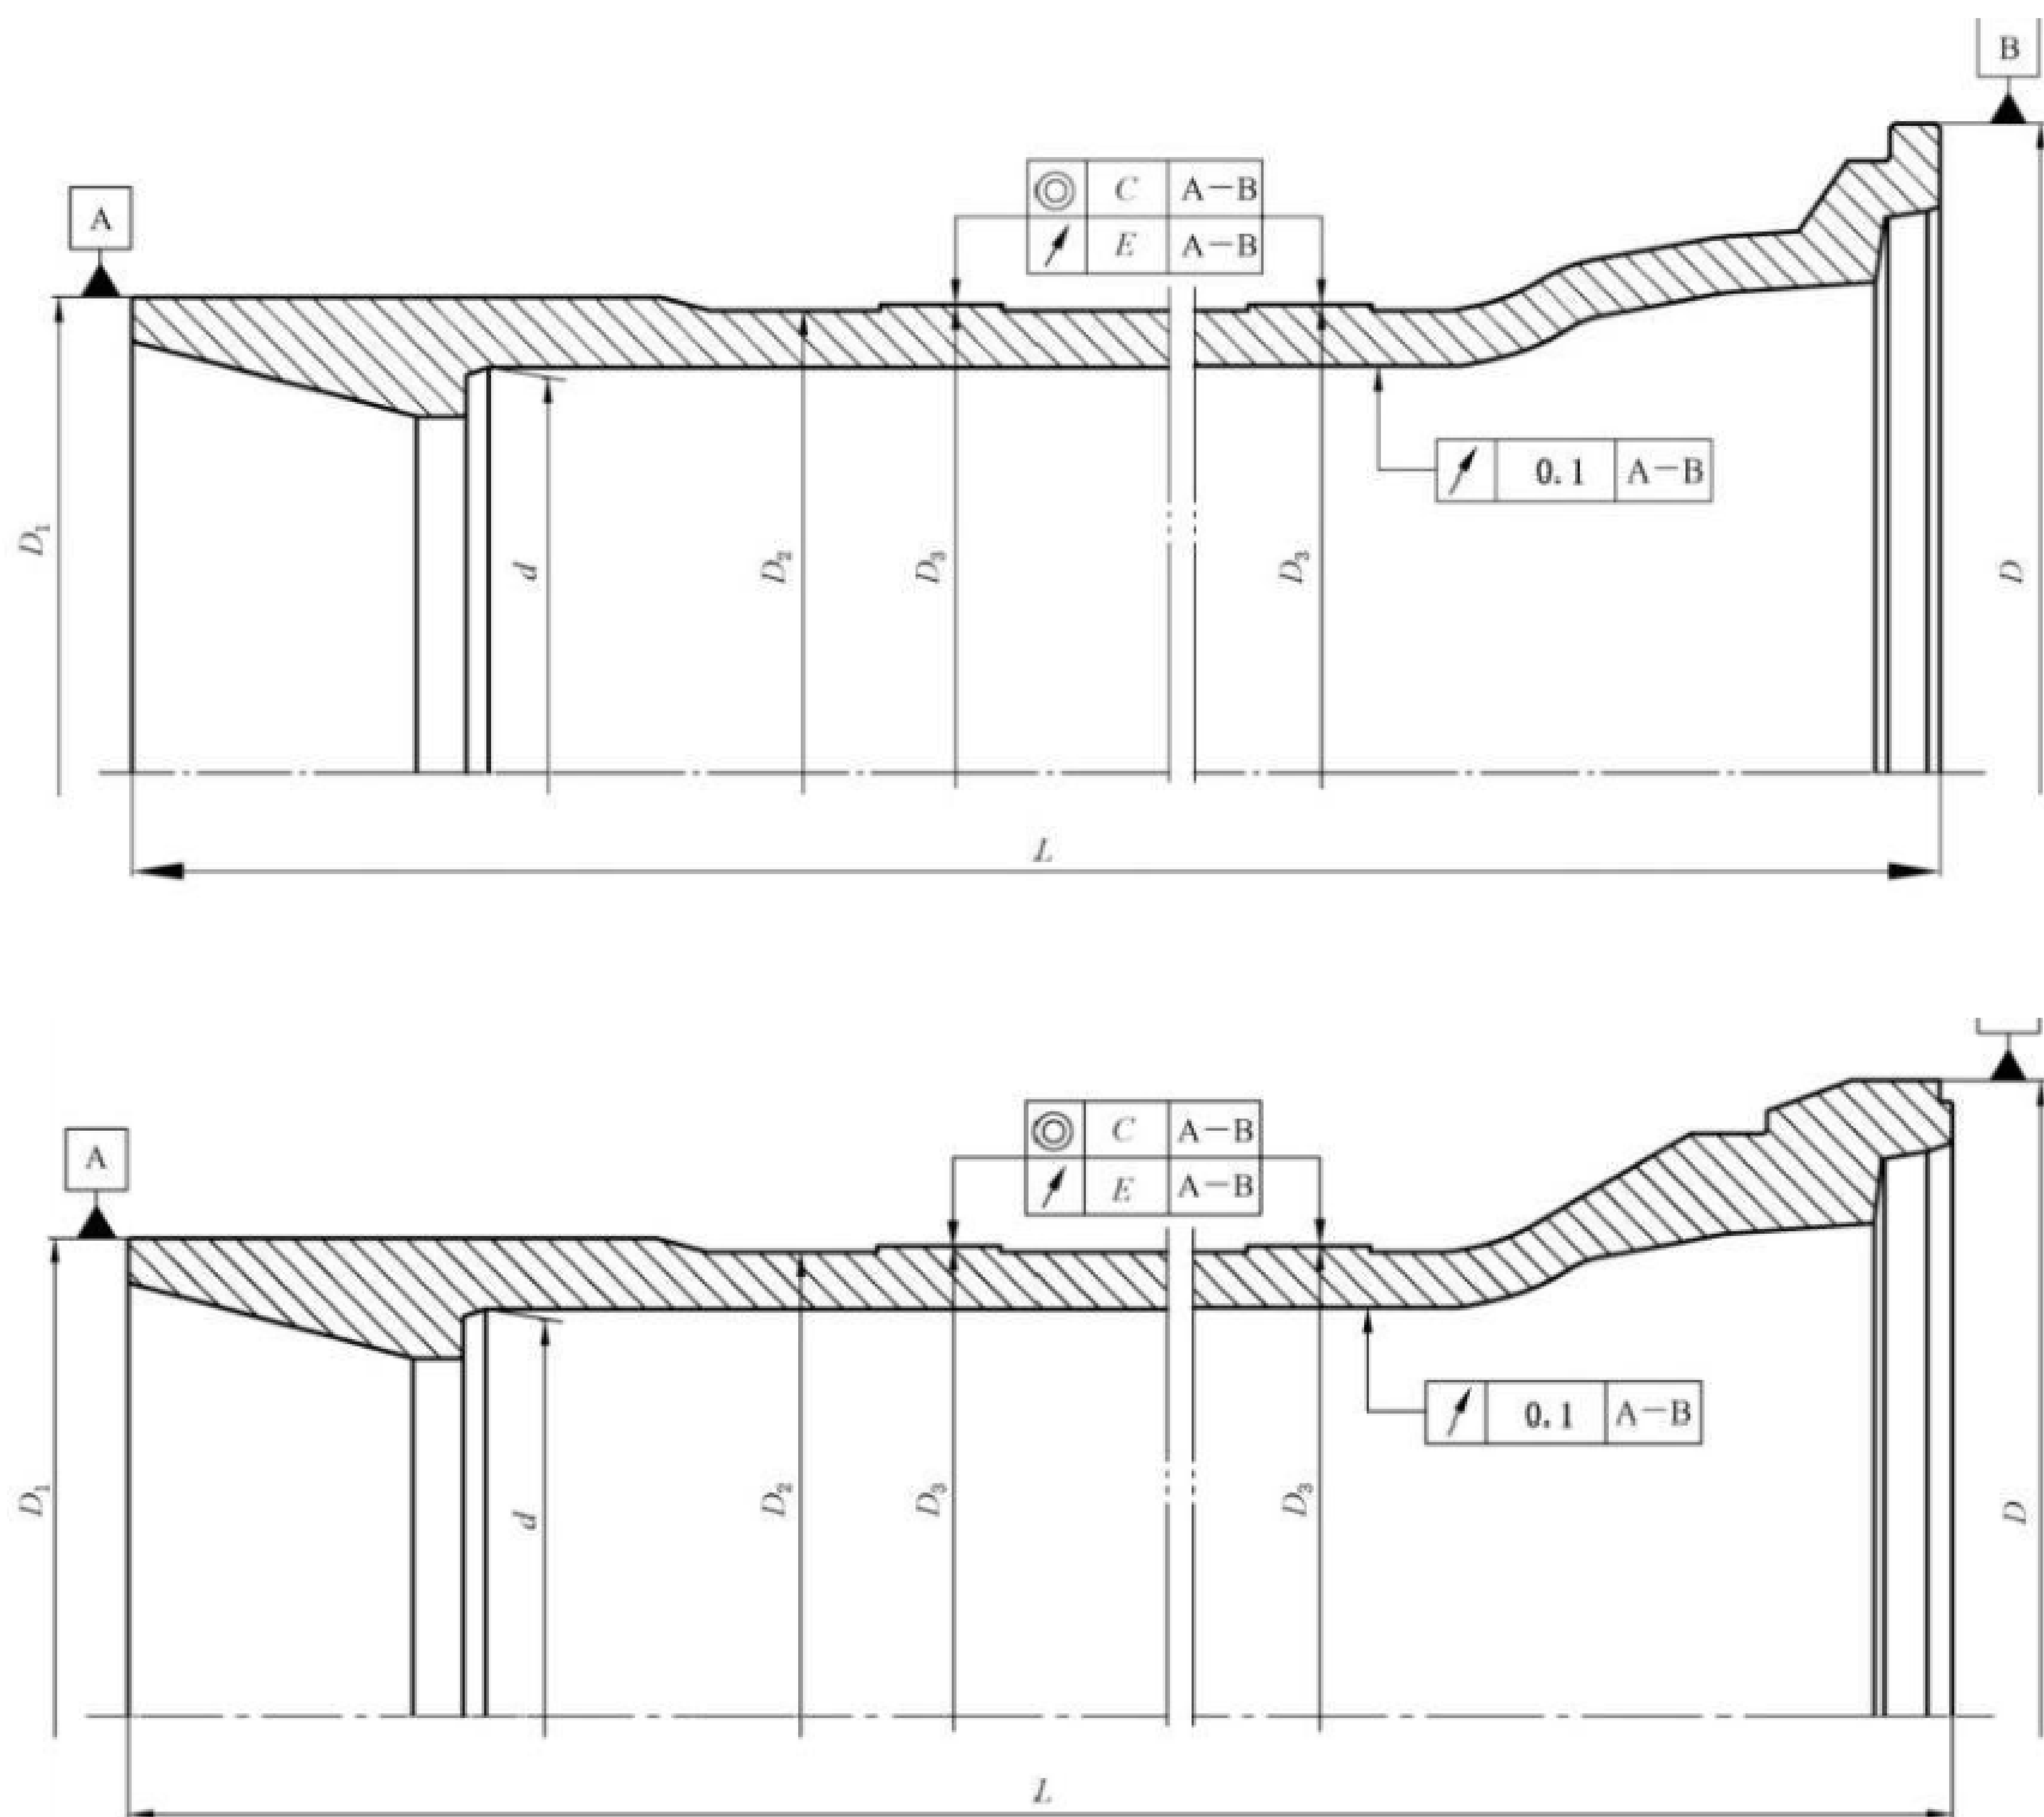 B
A
◎ C A—B
↗ E A—B
↗ 0.1 A—B
D₁
d
D₂
D₃
D₃
D
L
A
◎ C A—B
↗ E A—B
↗ 0.1 A—B
D₁
d
D₂
D₃
D₃
D
L